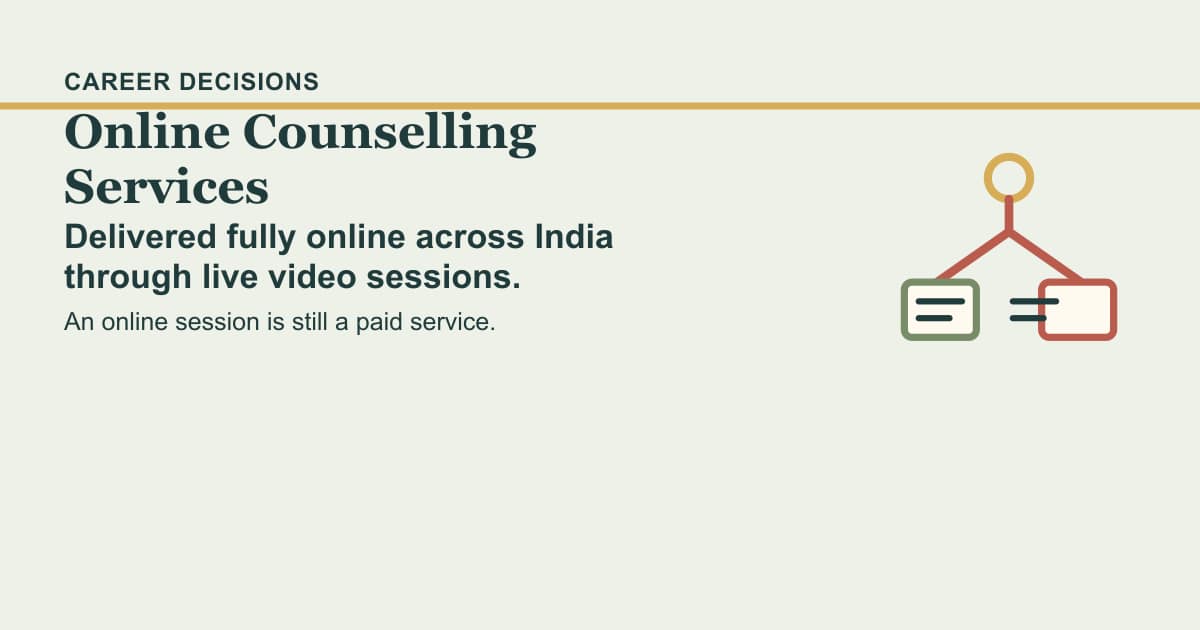 CAREER DECISIONS
Online Counselling
Services
Delivered fully online across India
through live video sessions.
An online session is still a paid service.